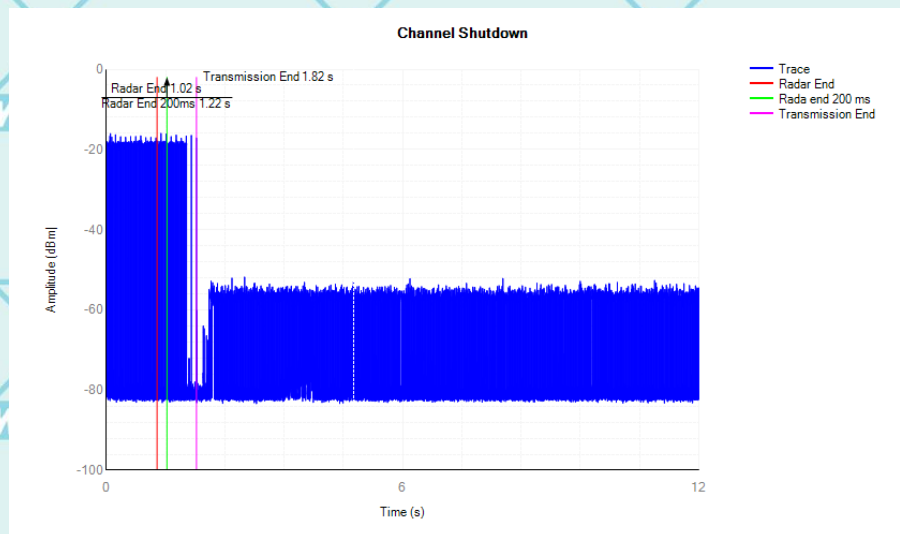 Channel Shutdown
Transmission End 1.82 s
Radar End 1.02 s
Radar End 200ms 1.22 s
Trace
Radar End
Rada end 200 ms
Transmission End
Amplitude (dBm)
0
-20
-40
-60
-80
-100
0
6
12
Time (s)